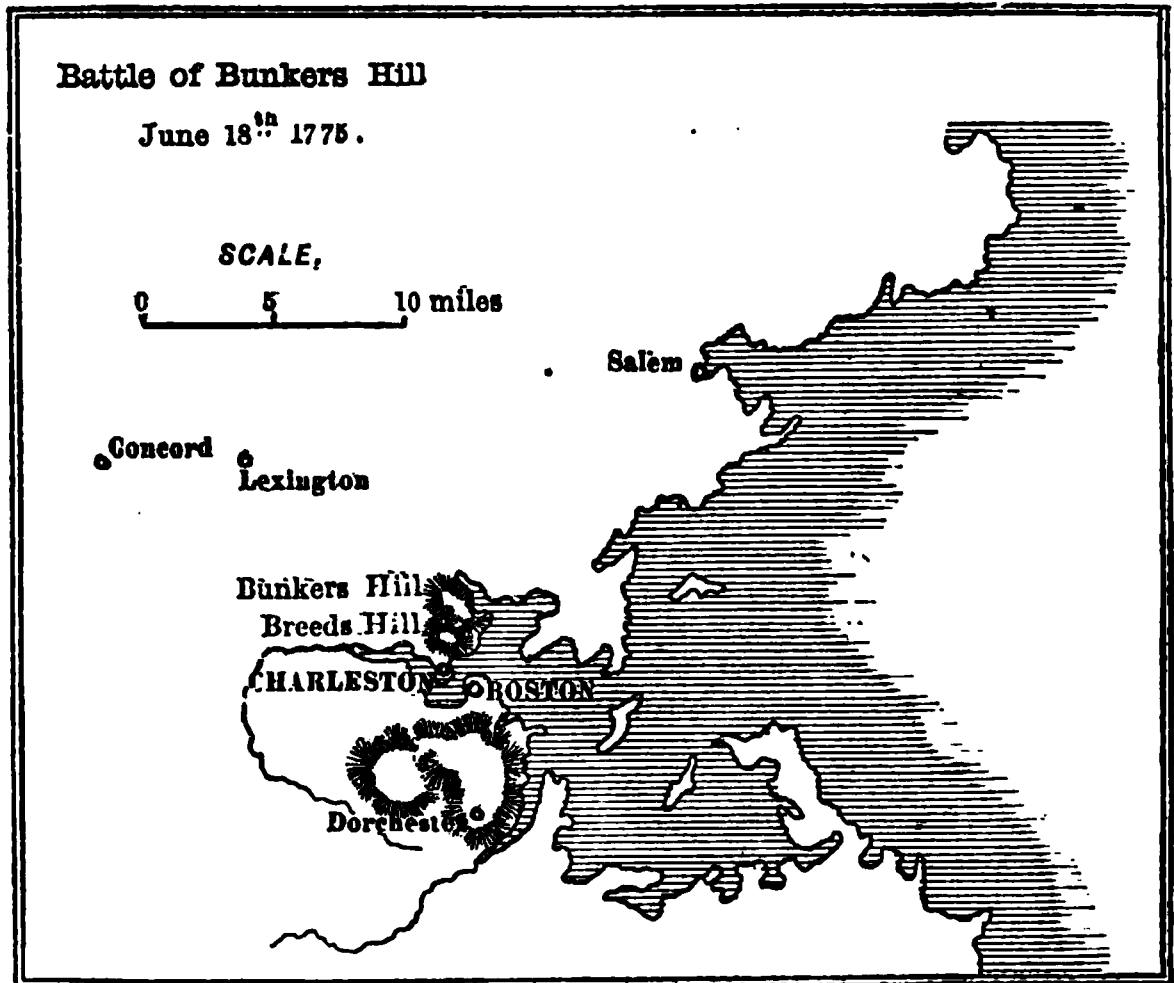 Battle of Bunkers Hill
June 18th 1775.
SCALE,
0 5 10 miles
Salem
Concord
Lexington
Bunkers Hill
Breeds Hill
CHARLESTON
BOSTON
Dorchester